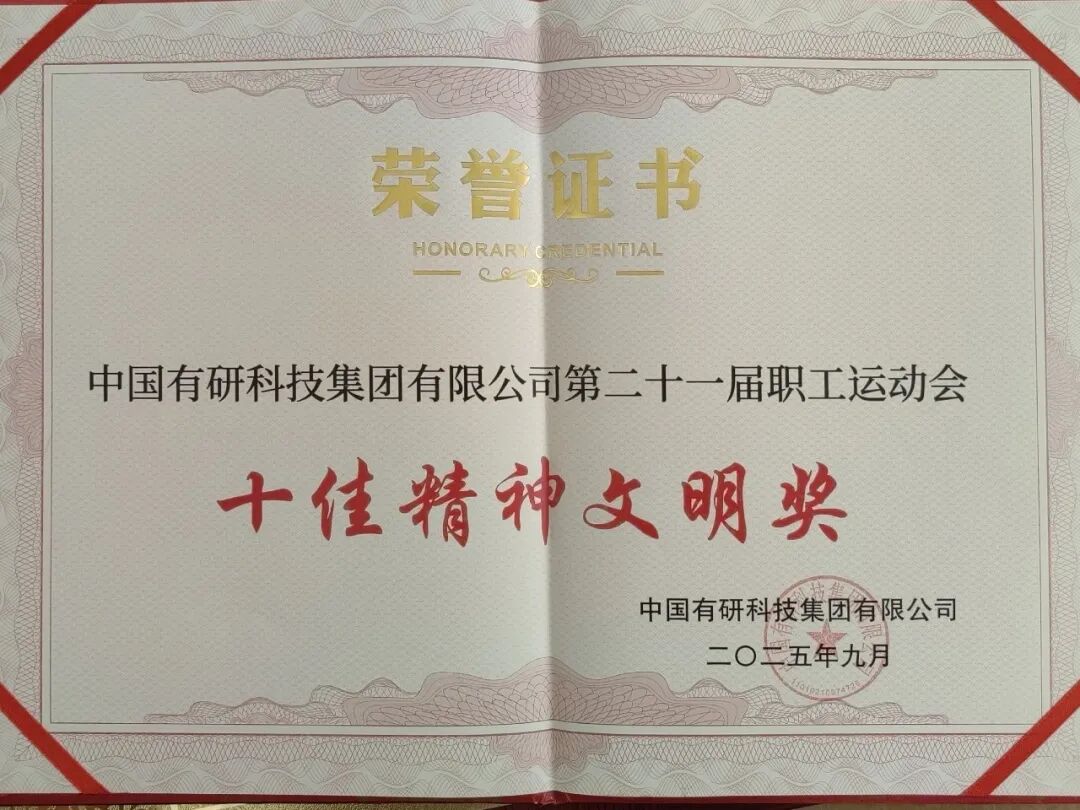 荣誉证书
HONORARY CREDENTIAL
中国有研科技集团有限公司第二十一届职工运动会
十佳精神文明奖
中国有研科技集团有限公司
二〇二五年九月